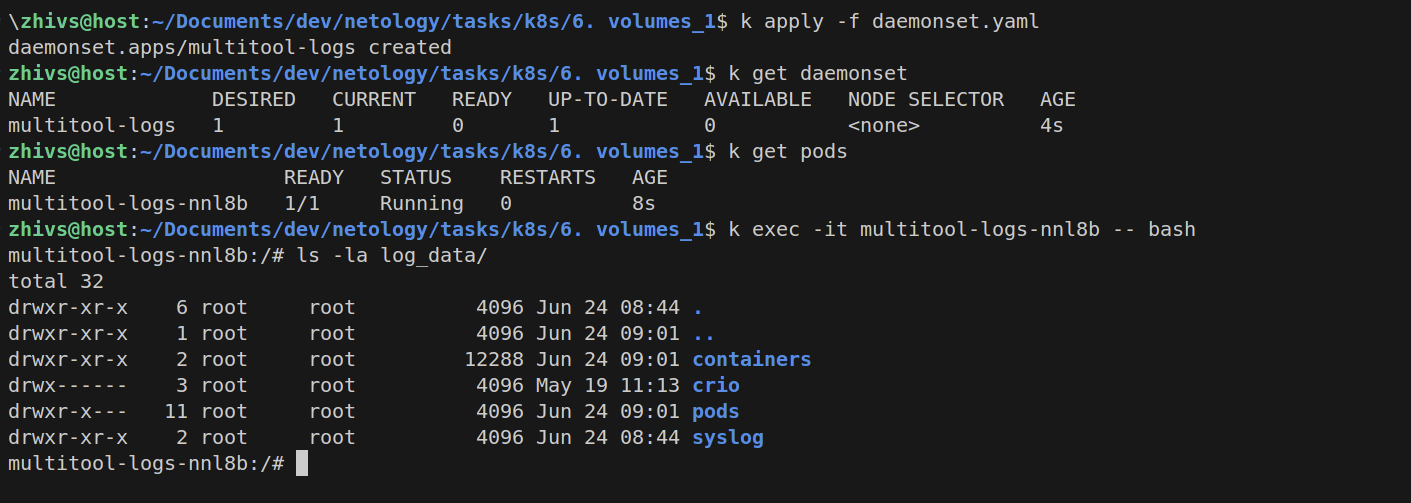 \zhivs@host:~/Documents/dev/netology/tasks/k8s/6. volumes_1$ k apply -f daemonset.yaml
daemonset.apps/multitool-logs created
zhivs@host:~/Documents/dev/netology/tasks/k8s/6. volumes_1$ k get daemonset
NAME             DESIRED   CURRENT   READY   UP-TO-DATE   AVAILABLE   NODE SELECTOR   AGE
multitool-logs   1         1         0       1            0           <none>          4s
zhivs@host:~/Documents/dev/netology/tasks/k8s/6. volumes_1$ k get pods
NAME                   READY   STATUS    RESTARTS   AGE
multitool-logs-nnl8b   1/1     Running   0          8s
zhivs@host:~/Documents/dev/netology/tasks/k8s/6. volumes_1$ k exec -it multitool-logs-nnl8b -- bash
multitool-logs-nnl8b:/# ls -la log_data/
total 32
drwxr-xr-x    6 root     root          4096 Jun 24 08:44 .
drwxr-xr-x    1 root     root          4096 Jun 24 09:01 ..
drwxr-xr-x    2 root     root         12288 Jun 24 09:01 containers
drwx------    3 root     root          4096 May 19 11:13 crio
drwxr-x---   11 root     root          4096 Jun 24 09:01 pods
drwxr-xr-x    2 root     root          4096 Jun 24 08:44 syslog
multitool-logs-nnl8b:/#